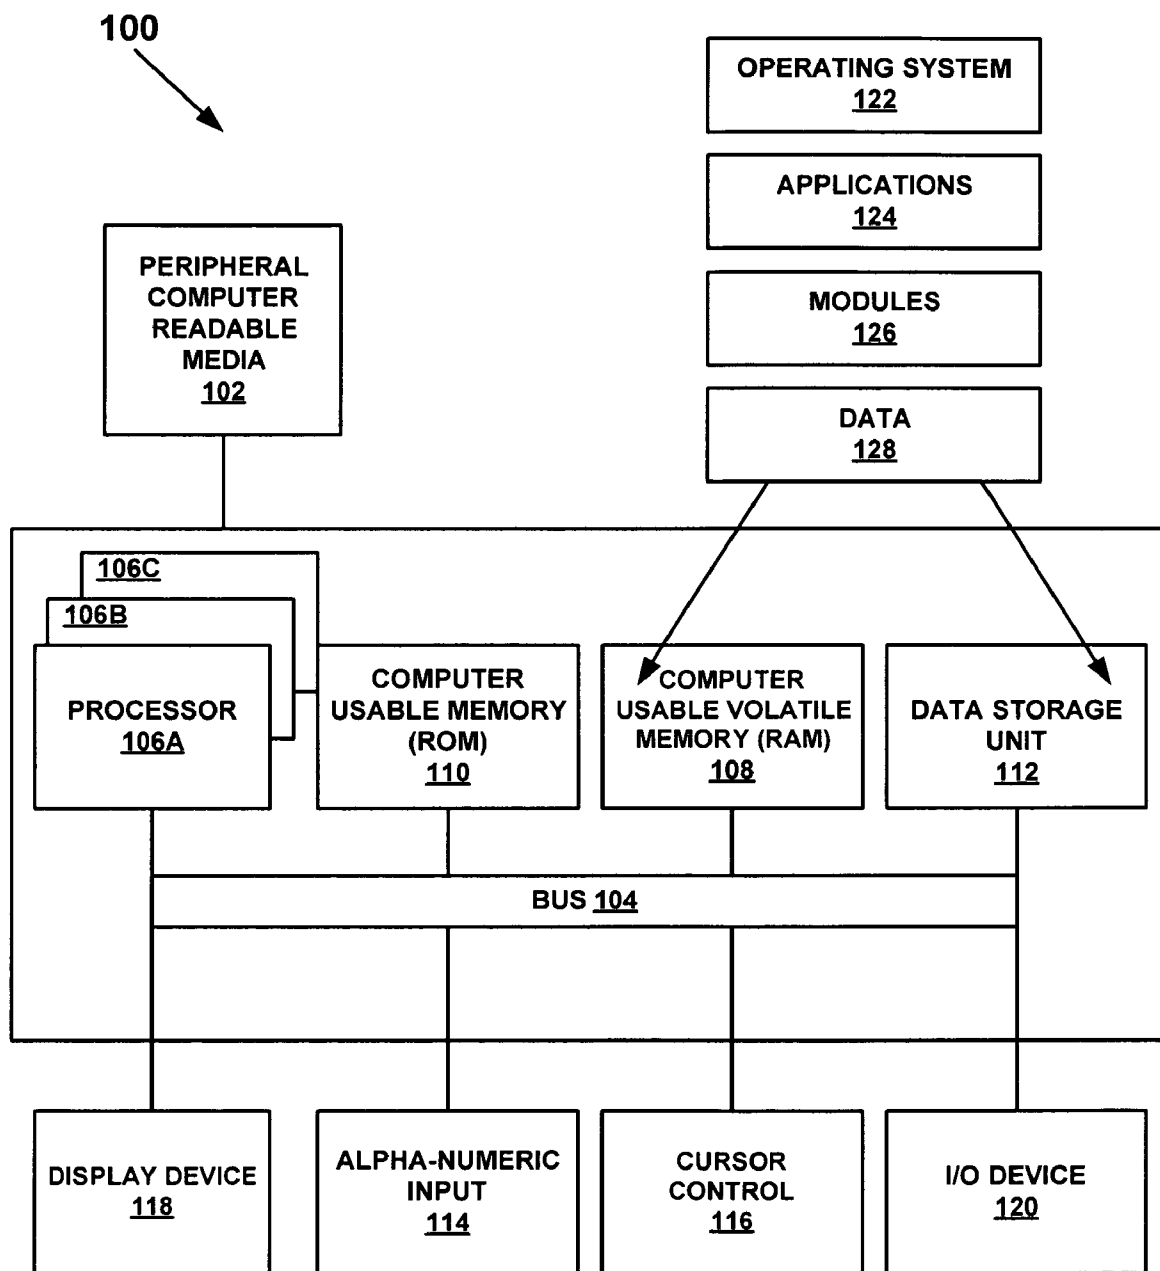 100
OPERATING SYSTEM
122
APPLICATIONS
124
MODULES
126
DATA
128
PERIPHERAL
COMPUTER
READABLE
MEDIA
102
106C
106B
PROCESSOR
106A
COMPUTER
USABLE MEMORY
(ROM)
110
COMPUTER
USABLE VOLATILE
MEMORY (RAM)
108
DATA STORAGE
UNIT
112
BUS 104
DISPLAY DEVICE
118
ALPHA-NUMERIC
INPUT
114
CURSOR
CONTROL
116
I/O DEVICE
120